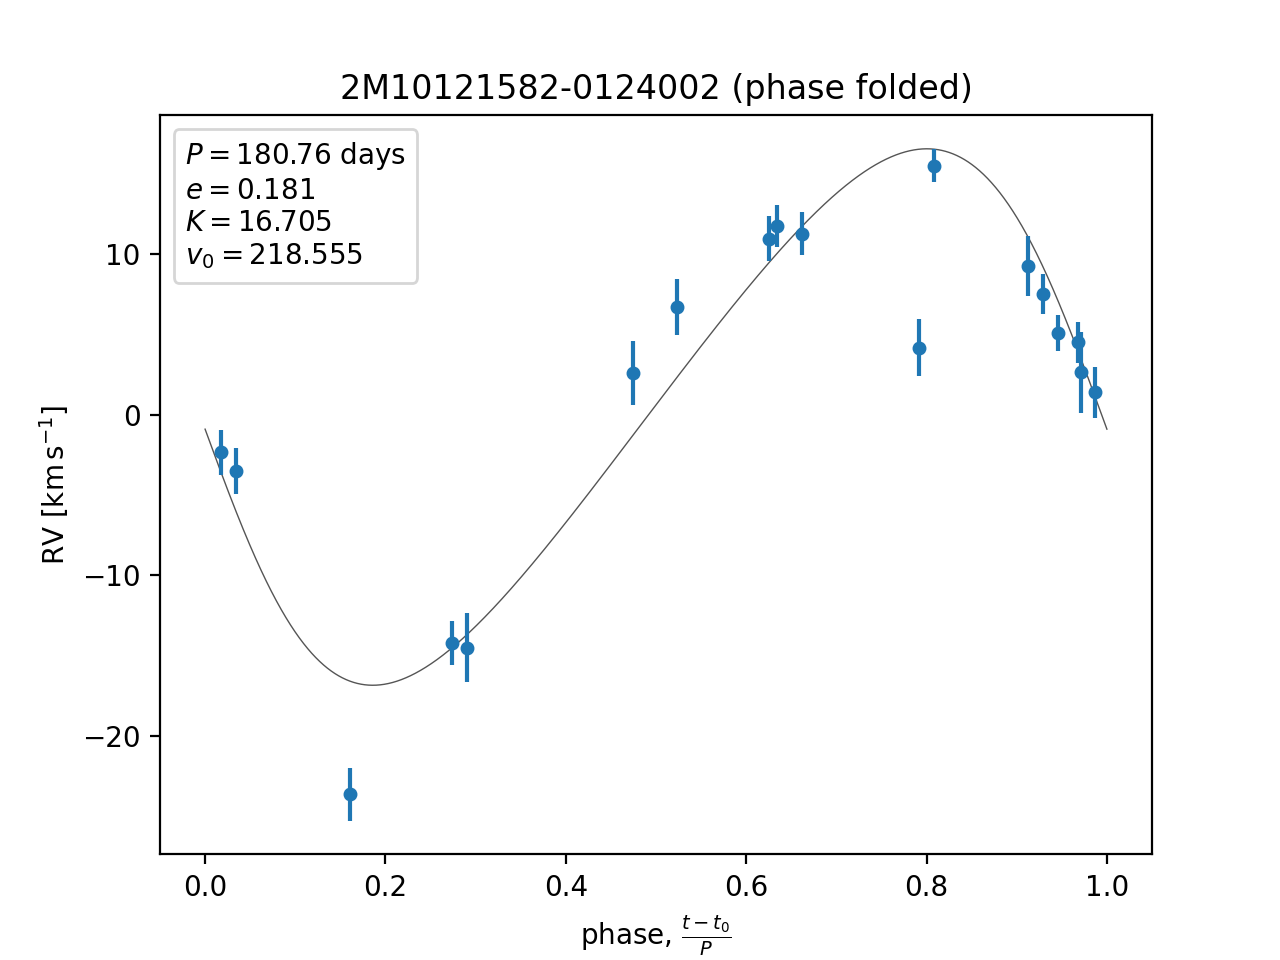 2M10121582-0124002 (phase folded)
P = 180.76 days
e = 0.181
K = 16.705
v₀ = 218.555
RV [km s⁻¹]
10
0
−10
−20
0.0 0.2 0.4 0.6 0.8 1.0
phase, (t − t₀)/P